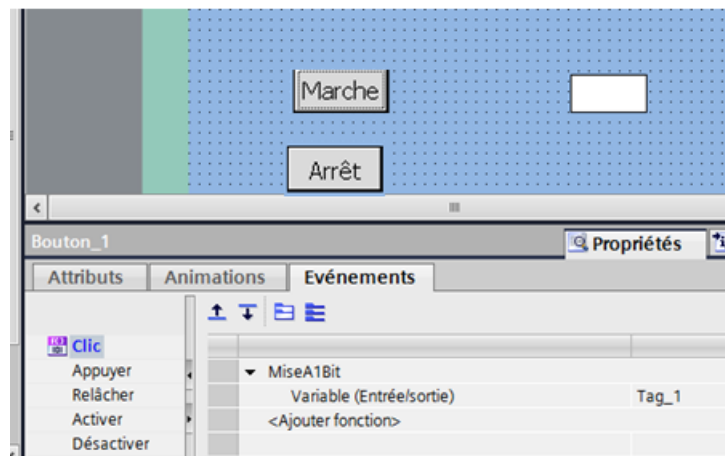 Marche
Arrêt
Bouton_1
Propriétés
Attributs Animations Evénements
Clic
Appuyer MiseA1Bit
Relâcher Variable (Entrée/sortie) Tag_1
Activer <Ajouter fonction>
Désactiver